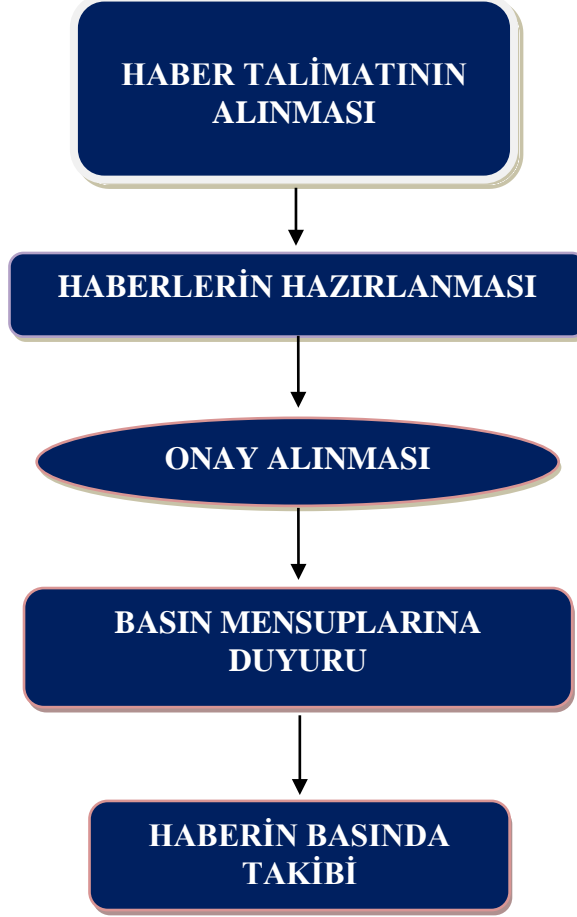 HABER TALİMATININ
ALINMASI
HABERLERİN HAZIRLANMASI
ONAY ALINMASI
BASIN MENSUPLARINA
DUYURU
HABERİN BASINDA
TAKİBİ